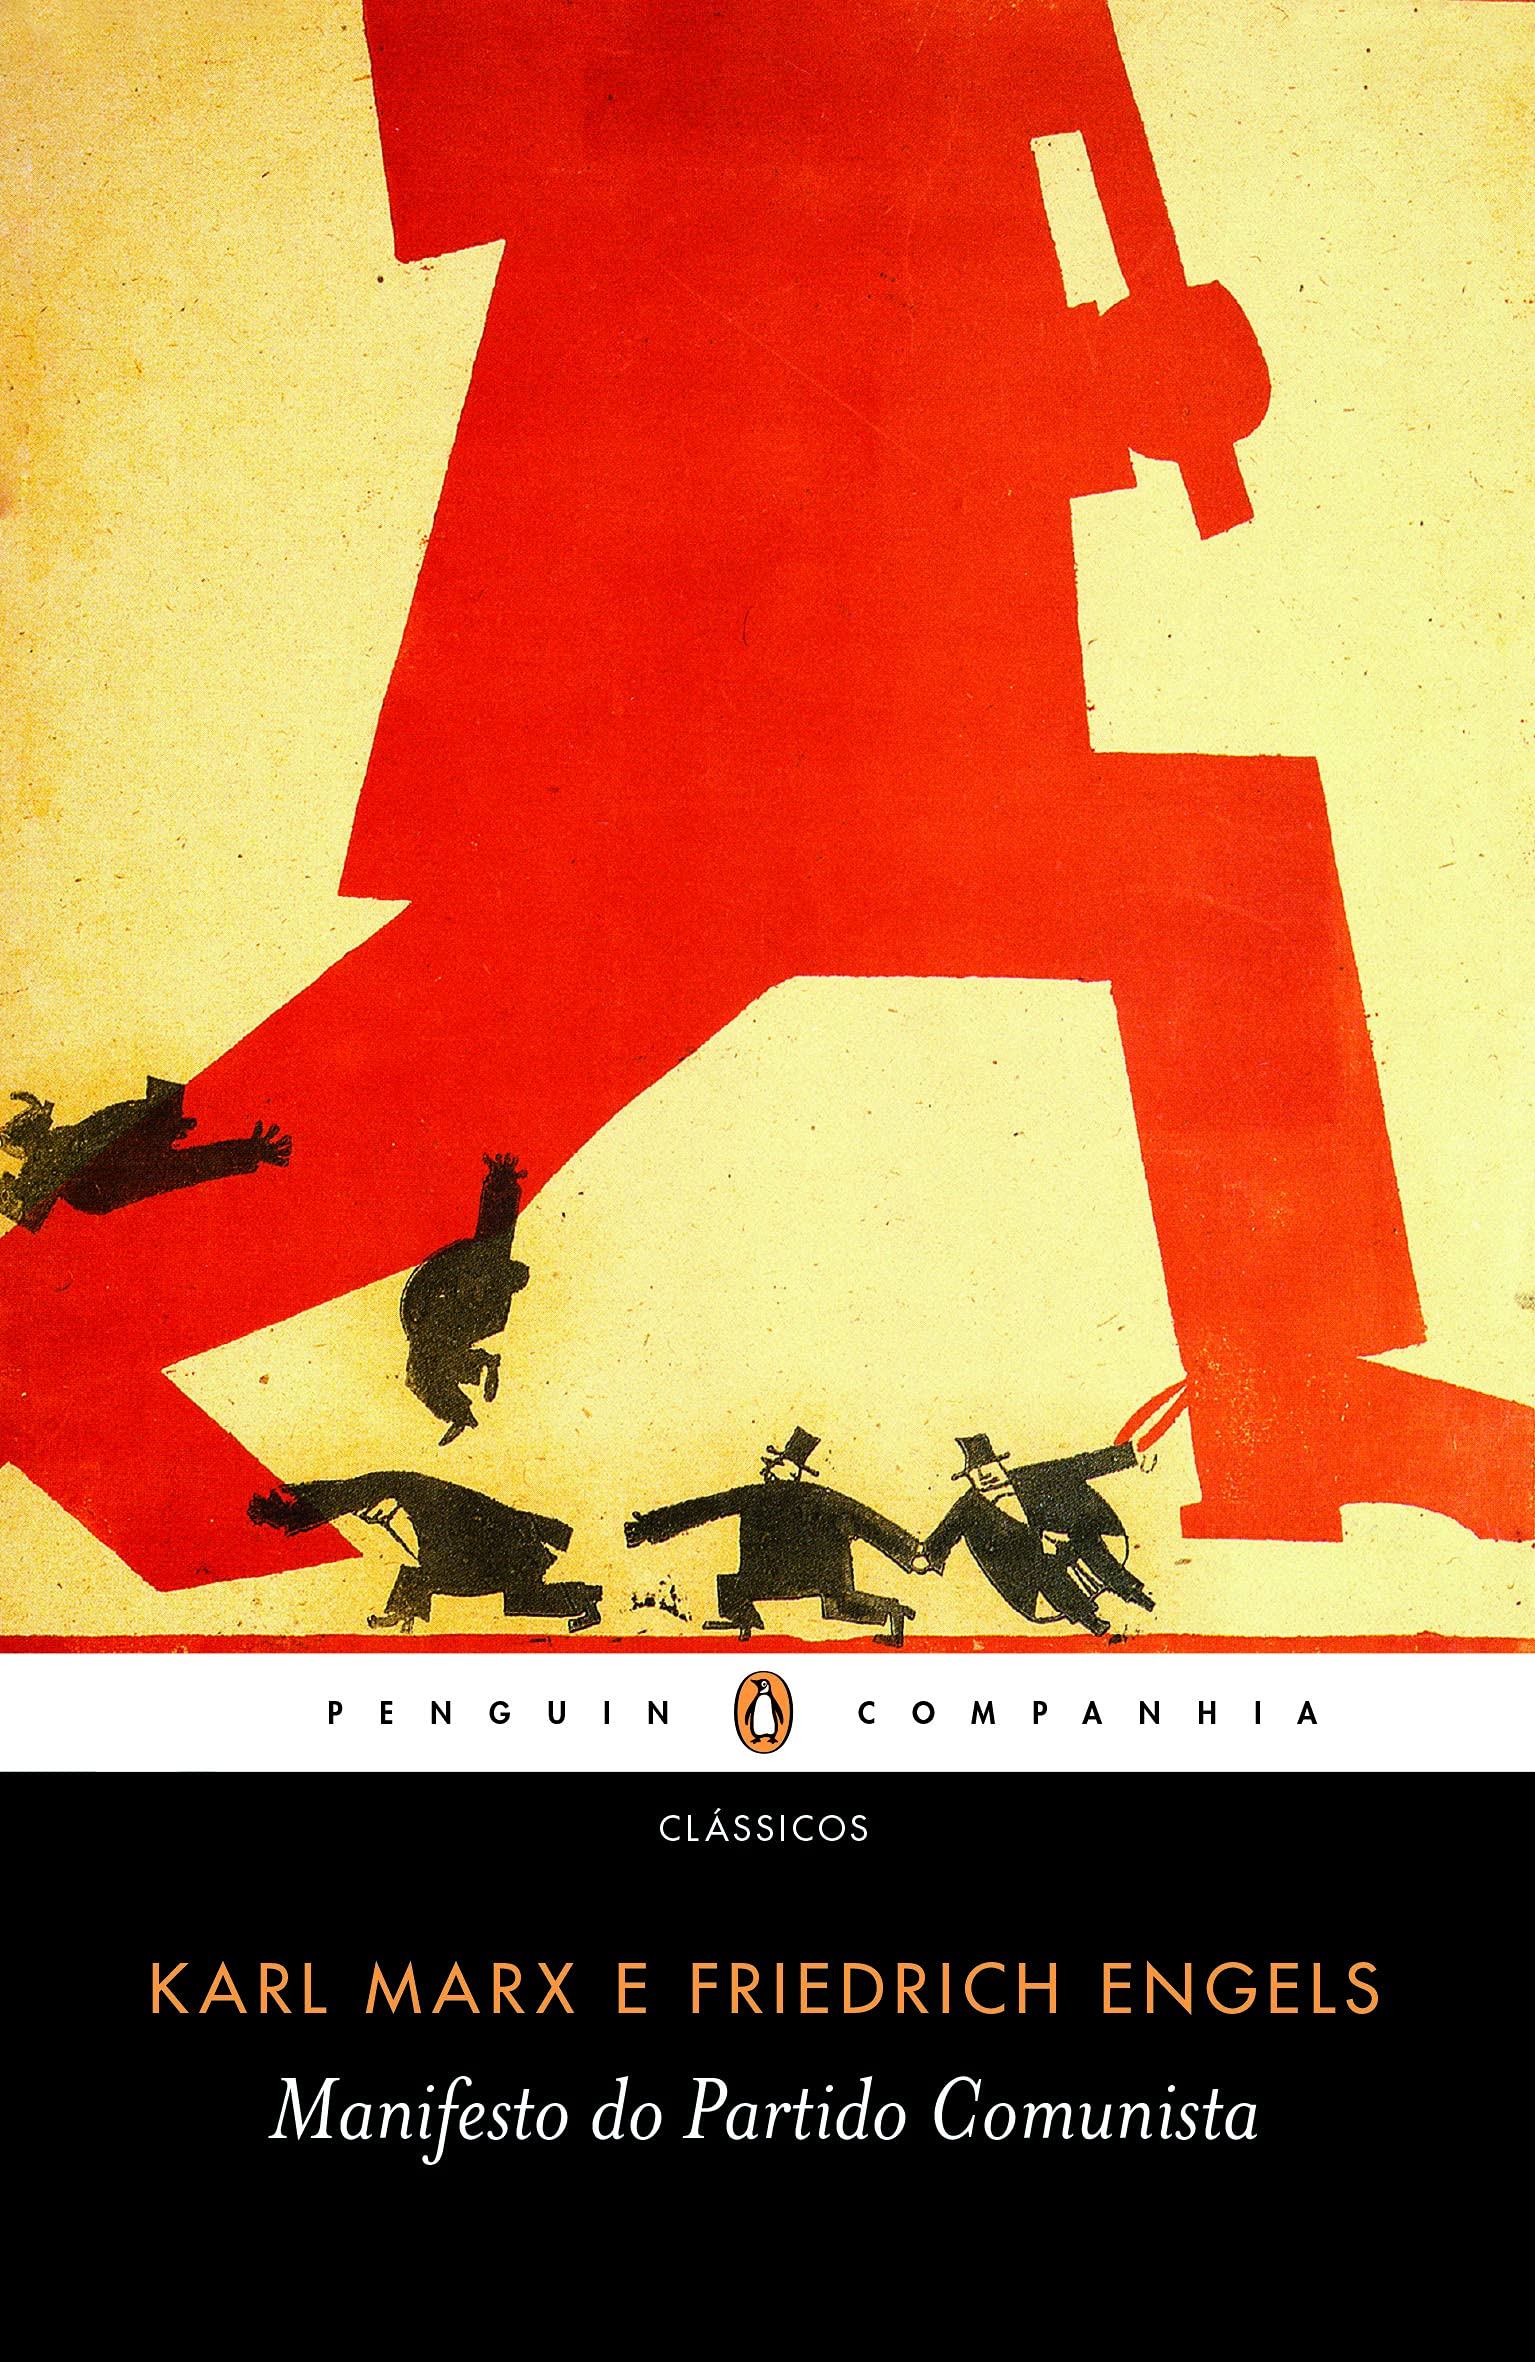 PENGUIN COMPANHIA
CLÁSSICOS
KARL MARX E FRIEDRICH ENGELS
Manifesto do Partido Comunista